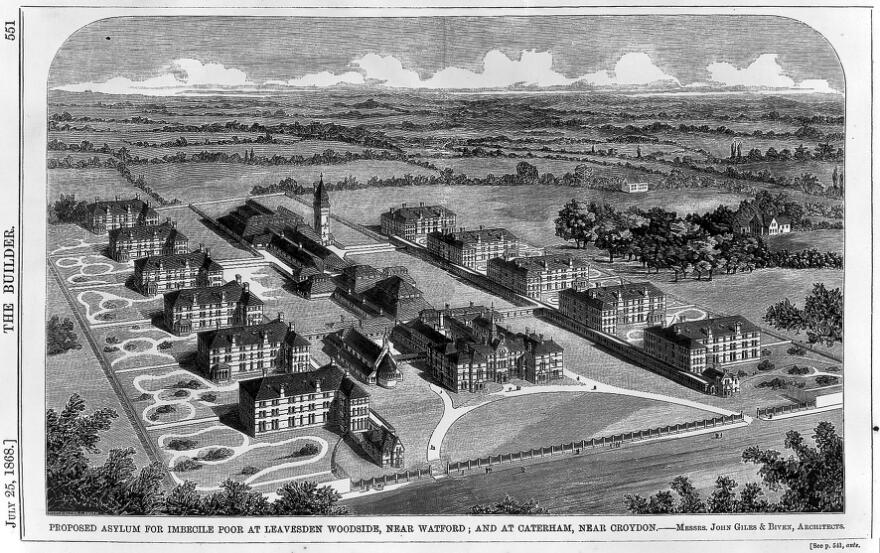 551
THE BUILDER.
JULY 25, 1868.]
PROPOSED ASYLUM FOR IMBECILE POOR AT LEAVESDEN WOODSIDE, NEAR WATFORD; AND AT CATERHAM, NEAR CROYDON.——MESSRS. JOHN GILES & BIVEN, ARCHITECTS.
[See p. 541, ante.